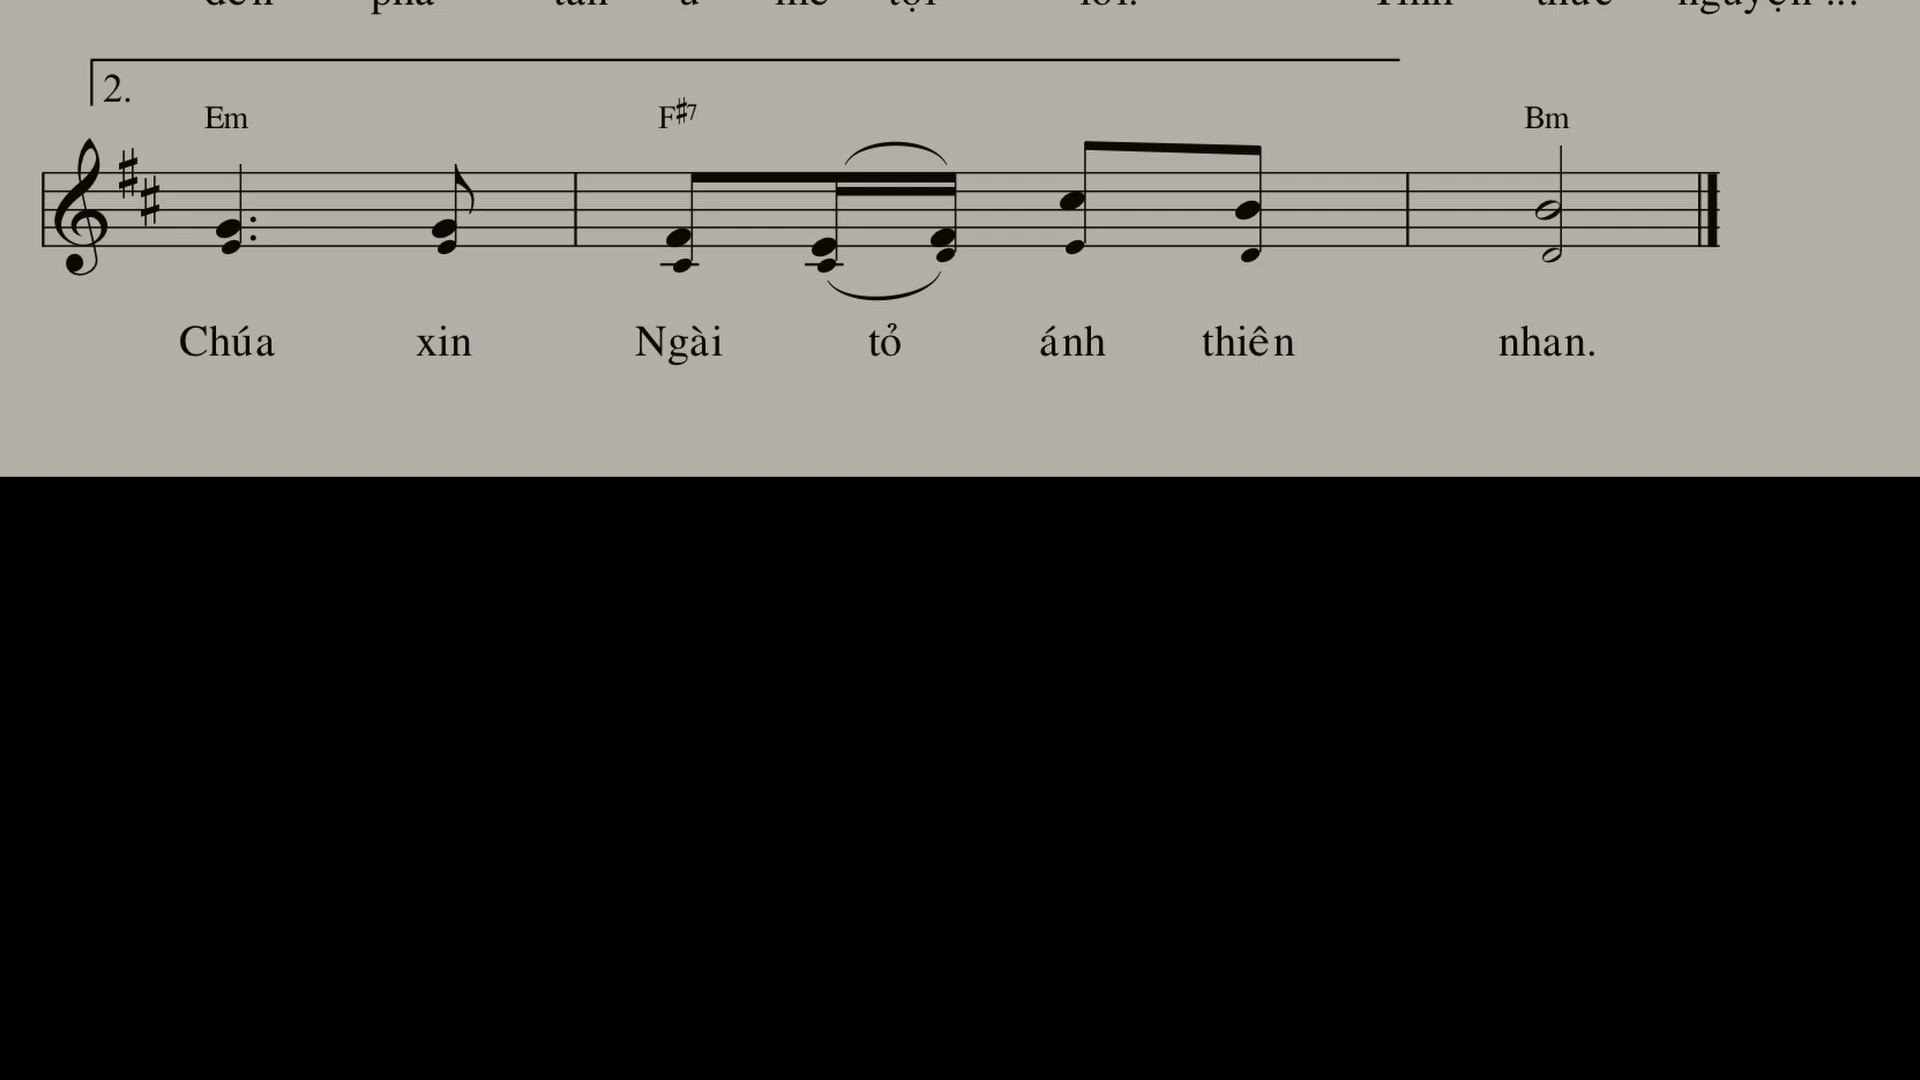 2.
Em F♯7 Bm
Chúa xin Ngài tỏ ánh thiên nhan.